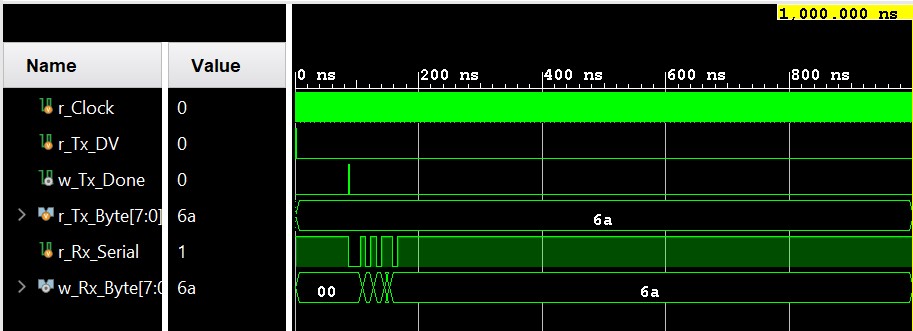 1,000.000 ns
Name Value
0 ns 200 ns 400 ns 600 ns 800 ns
r_Clock 0
r_Tx_DV 0
w_Tx_Done 0
r_Tx_Byte[7:0] 6a 6a
r_Rx_Serial 1
w_Rx_Byte[7:0 6a 00 6a